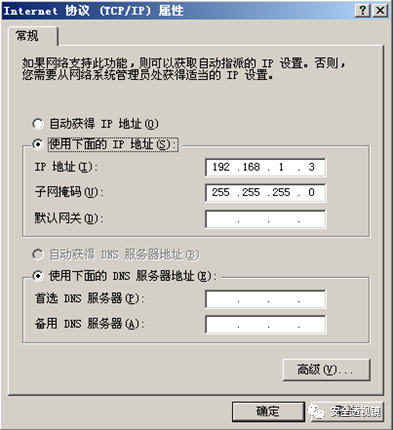 Internet 协议 (TCP/IP) 属性
常规
如果网络支持此功能，则可以获取自动指派的 IP 设置。否则，
您需要从网络系统管理员处获得适当的 IP 设置。
自动获得 IP 地址(O)
使用下面的 IP 地址(S):
IP 地址(I): 192 .168 . 1 . 3
子网掩码(U): 255 .255 .255 . 0
默认网关(D): . . .
自动获得 DNS 服务器地址(B)
使用下面的 DNS 服务器地址(E):
首选 DNS 服务器(P): . . .
备用 DNS 服务器(A): . . .
高级(V)...
确定
安全透视镜